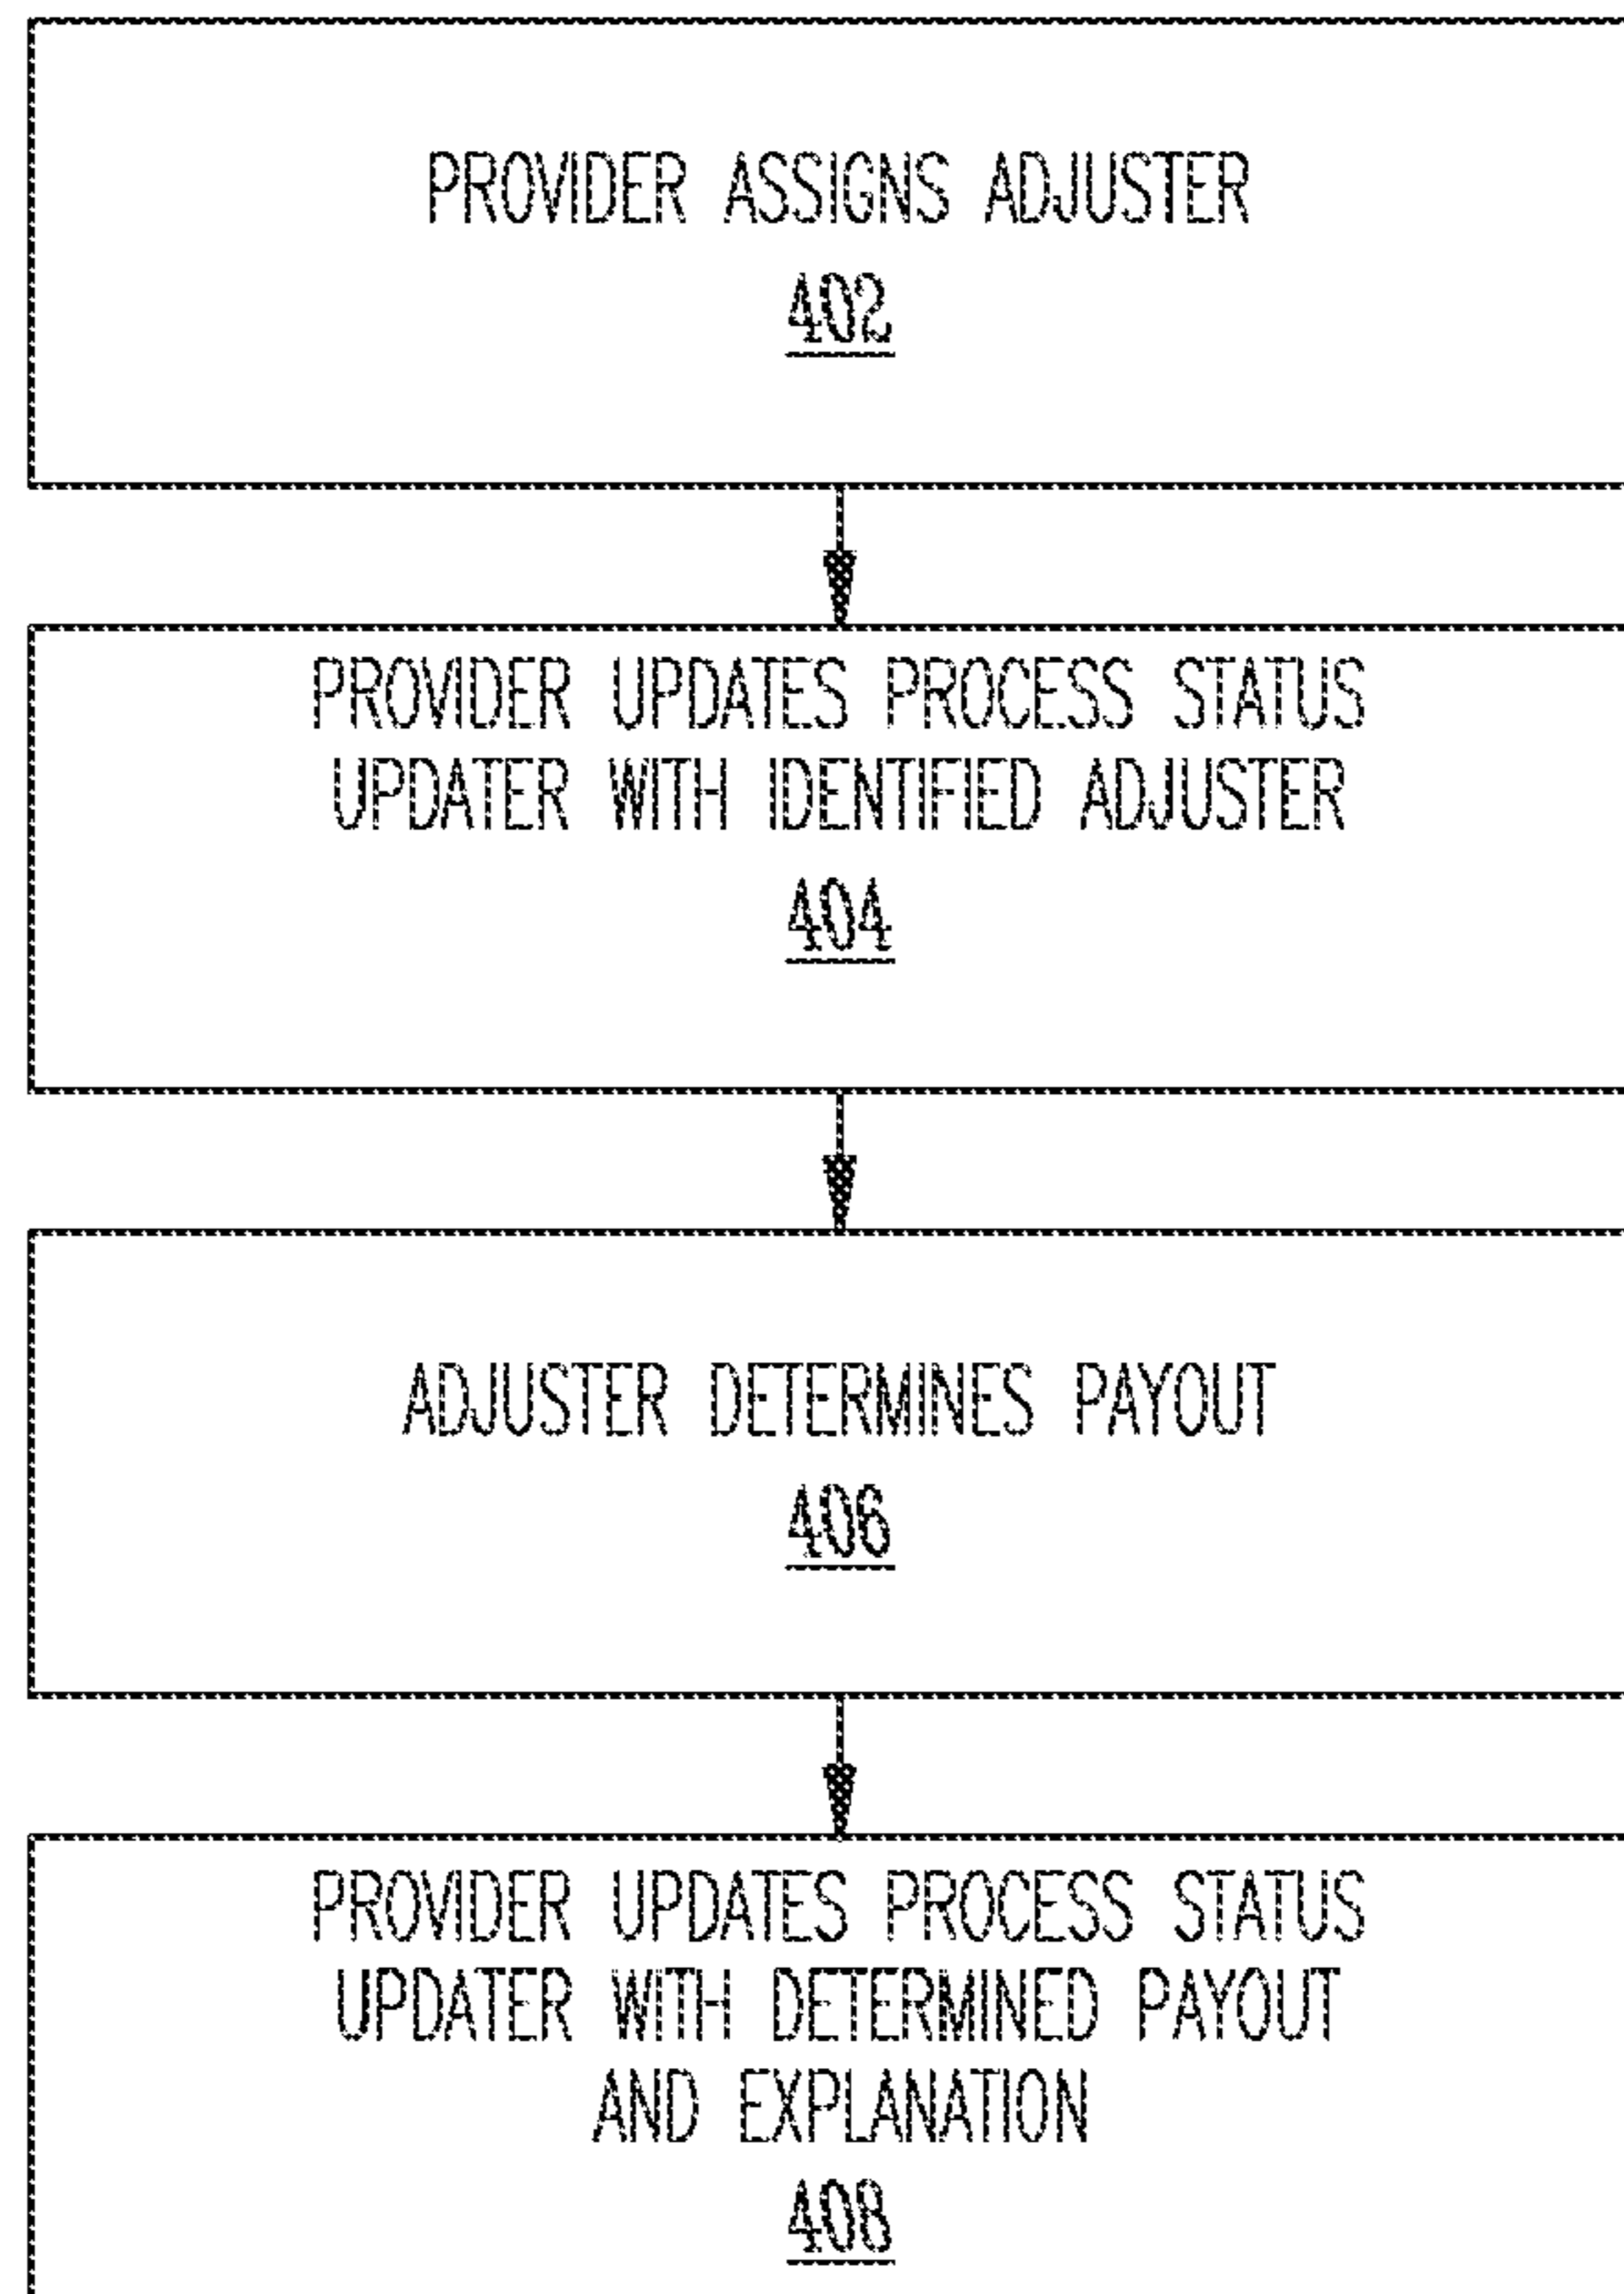 PROVIDER ASSIGNS ADJUSTER
402
PROVIDER UPDATES PROCESS STATUS
UPDATER WITH IDENTIFIED ADJUSTER
404
ADJUSTER DETERMINES PAYOUT
406
PROVIDER UPDATES PROCESS STATUS
UPDATER WITH DETERMINED PAYOUT
AND EXPLANATION
408